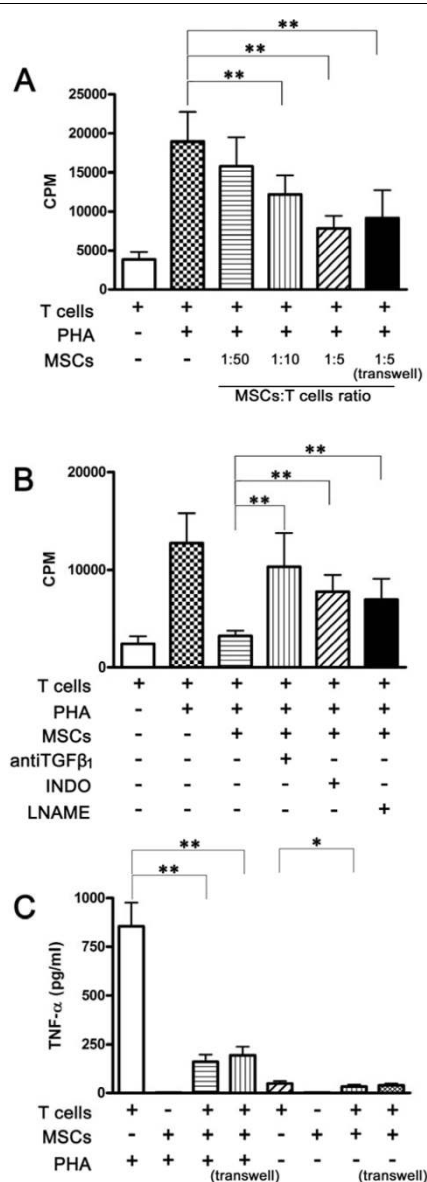 A
** 
**
**
CPM
25000
20000
15000
10000
5000
0
T cells + + + + + +
PHA - + + + + +
MSCs - - 1:50 1:10 1:5 1:5
(transwell)
MSCs:T cells ratio
B
**
**
**
CPM
20000
10000
0
T cells + + + + + +
PHA - + + + + +
MSCs - - + + + +
antiTGFβ1 - - - + - -
INDO - - - - + -
LNAME - - - - - +
C
**
**
*
TNF-α (pg/ml)
1000
750
500
250
0
T cells + - + + + - + +
MSCs - + + + - + + +
PHA + + + + - - - -
(transwell) (transwell)